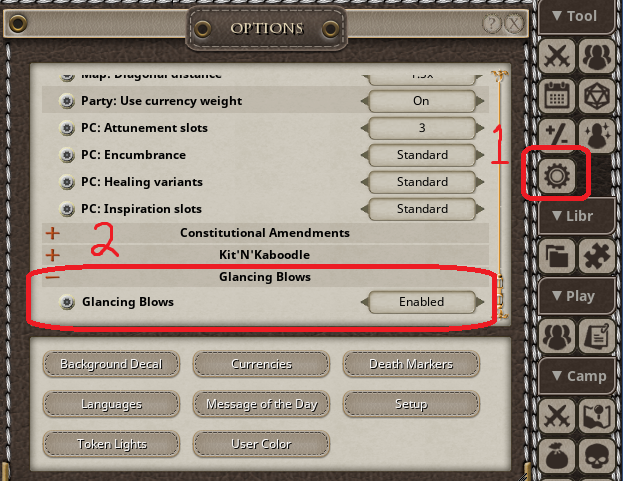 OPTIONS
? X
Map: Diagonal distance 1.5x
Party: Use currency weight On
PC: Attunement slots 3
PC: Encumbrance Standard
PC: Healing variants Standard
PC: Inspiration slots Standard
Constitutional Amendments
Kit'N'Kaboodle
Glancing Blows
Glancing Blows Enabled
Background Decal Currencies Death Markers
Languages Message of the Day Setup
Token Lights User Color
1
2
▼ Tool
+/-
▼ Libr
▼ Play
▼ Camp